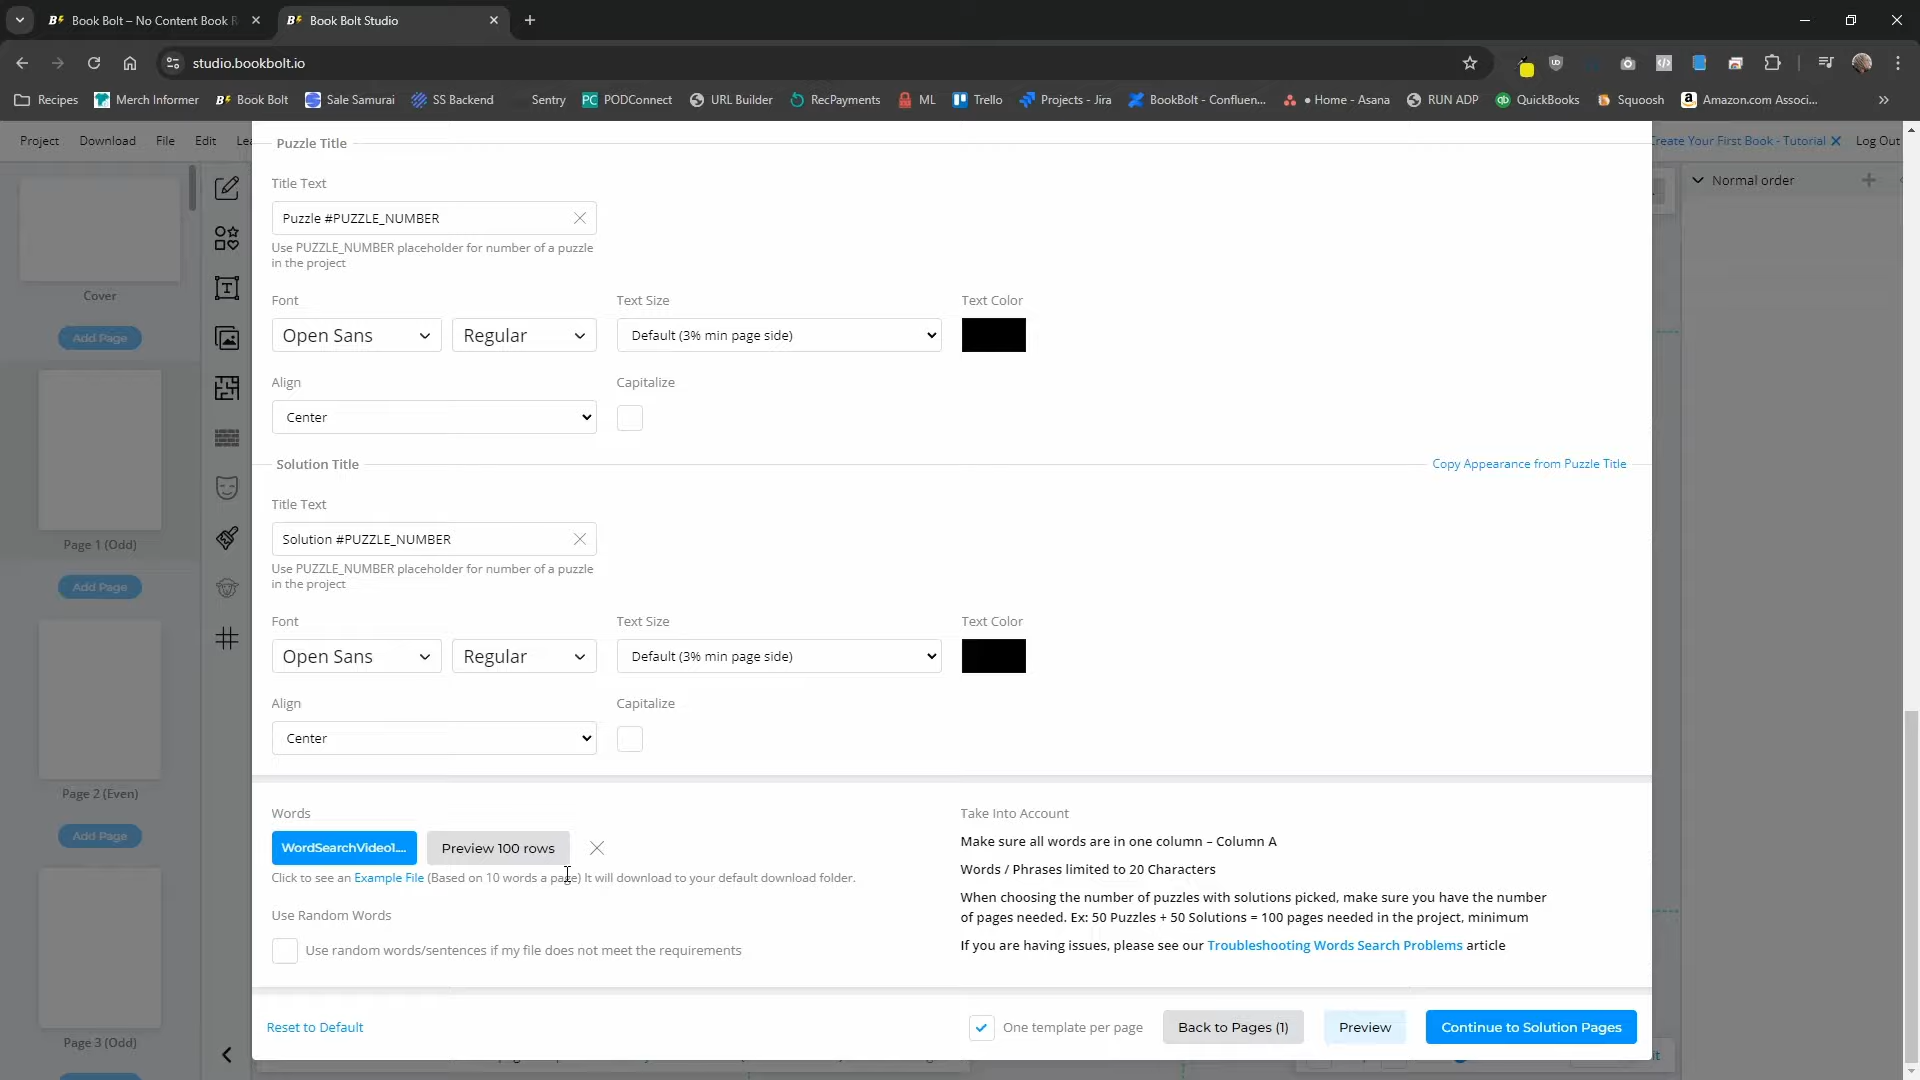 Book Bolt – No Content Book R
Book Bolt Studio
studio.bookbolt.io
Recipes
Merch Informer
Book Bolt
Sale Samurai
SS Backend
Sentry
PODConnect
URL Builder
RecPayments
ML
Trello
Projects - Jira
BookBolt - Confluen...
• Home - Asana
RUN ADP
QuickBooks
Squoosh
Amazon.com Associ...
Project
Download
File
Edit
Create Your First Book - Tutorial
Log Out
Normal order
Cover
Add Page
Page 1 (Odd)
Add Page
Page 2 (Even)
Add Page
Page 3 (Odd)
Puzzle Title
Title Text
Puzzle #PUZZLE_NUMBER
Use PUZZLE_NUMBER placeholder for number of a puzzle
in the project
Font
Text Size
Text Color
Open Sans
Regular
Default (3% min page side)
Align
Capitalize
Center
Solution Title
Copy Appearance from Puzzle Title
Title Text
Solution #PUZZLE_NUMBER
Use PUZZLE_NUMBER placeholder for number of a puzzle
in the project
Font
Text Size
Text Color
Open Sans
Regular
Default (3% min page side)
Align
Capitalize
Center
Words
WordSearchVideo1....
Preview 100 rows
Click to see an Example File (Based on 10 words a page) It will download to your default download folder.
Use Random Words
Use random words/sentences if my file does not meet the requirements
Take Into Account
Make sure all words are in one column – Column A
Words / Phrases limited to 20 Characters
When choosing the number of puzzles with solutions picked, make sure you have the number
of pages needed. Ex: 50 Puzzles + 50 Solutions = 100 pages needed in the project, minimum
If you are having issues, please see our Troubleshooting Words Search Problems article
Reset to Default
One template per page
Back to Pages (1)
Preview
Continue to Solution Pages